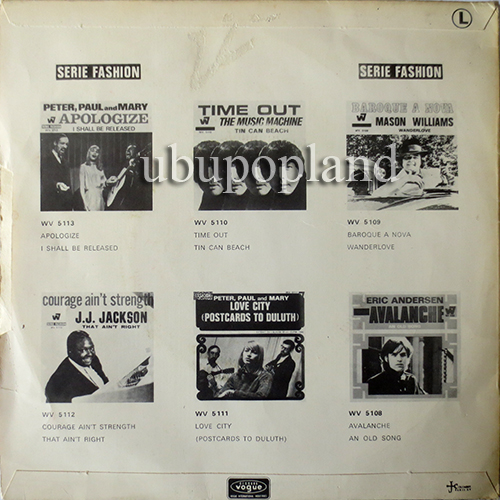 L
SERIE FASHION
SERIE FASHION
PETER, PAUL and MARY
APOLOGIZE
I SHALL BE RELEASED
TIME OUT
THE MUSIC MACHINE
TIN CAN BEACH
BAROQUE A NOVA
MASON WILLIAMS
WANDERLOVE
ubupopland
WV 5113
APOLOGIZE
I SHALL BE RELEASED
WV 5110
TIME OUT
TIN CAN BEACH
WV 5109
BAROQUE A NOVA
WANDERLOVE
courage ain't strength
J.J. JACKSON
THAT AIN'T RIGHT
PETER, PAUL and MARY
LOVE CITY
(POSTCARDS TO DULUTH)
ERIC ANDERSEN
AVALANCHE
WV 5112
COURAGE AIN'T STRENGTH
THAT AIN'T RIGHT
WV 5111
LOVE CITY
(POSTCARDS TO DULUTH)
WV 5108
AVALANCHE
AN OLD SONG
vogue